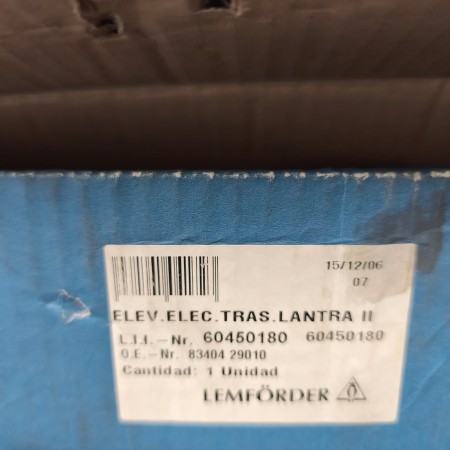 15/12/06
07
ELEV.ELEC.TRAS.LANTRA II
L.I.I.-Nr. 60450180 60450180
O.E.-Nr. 83404 29010
Cantidad: 1 Unidad
LEMFÖRDER